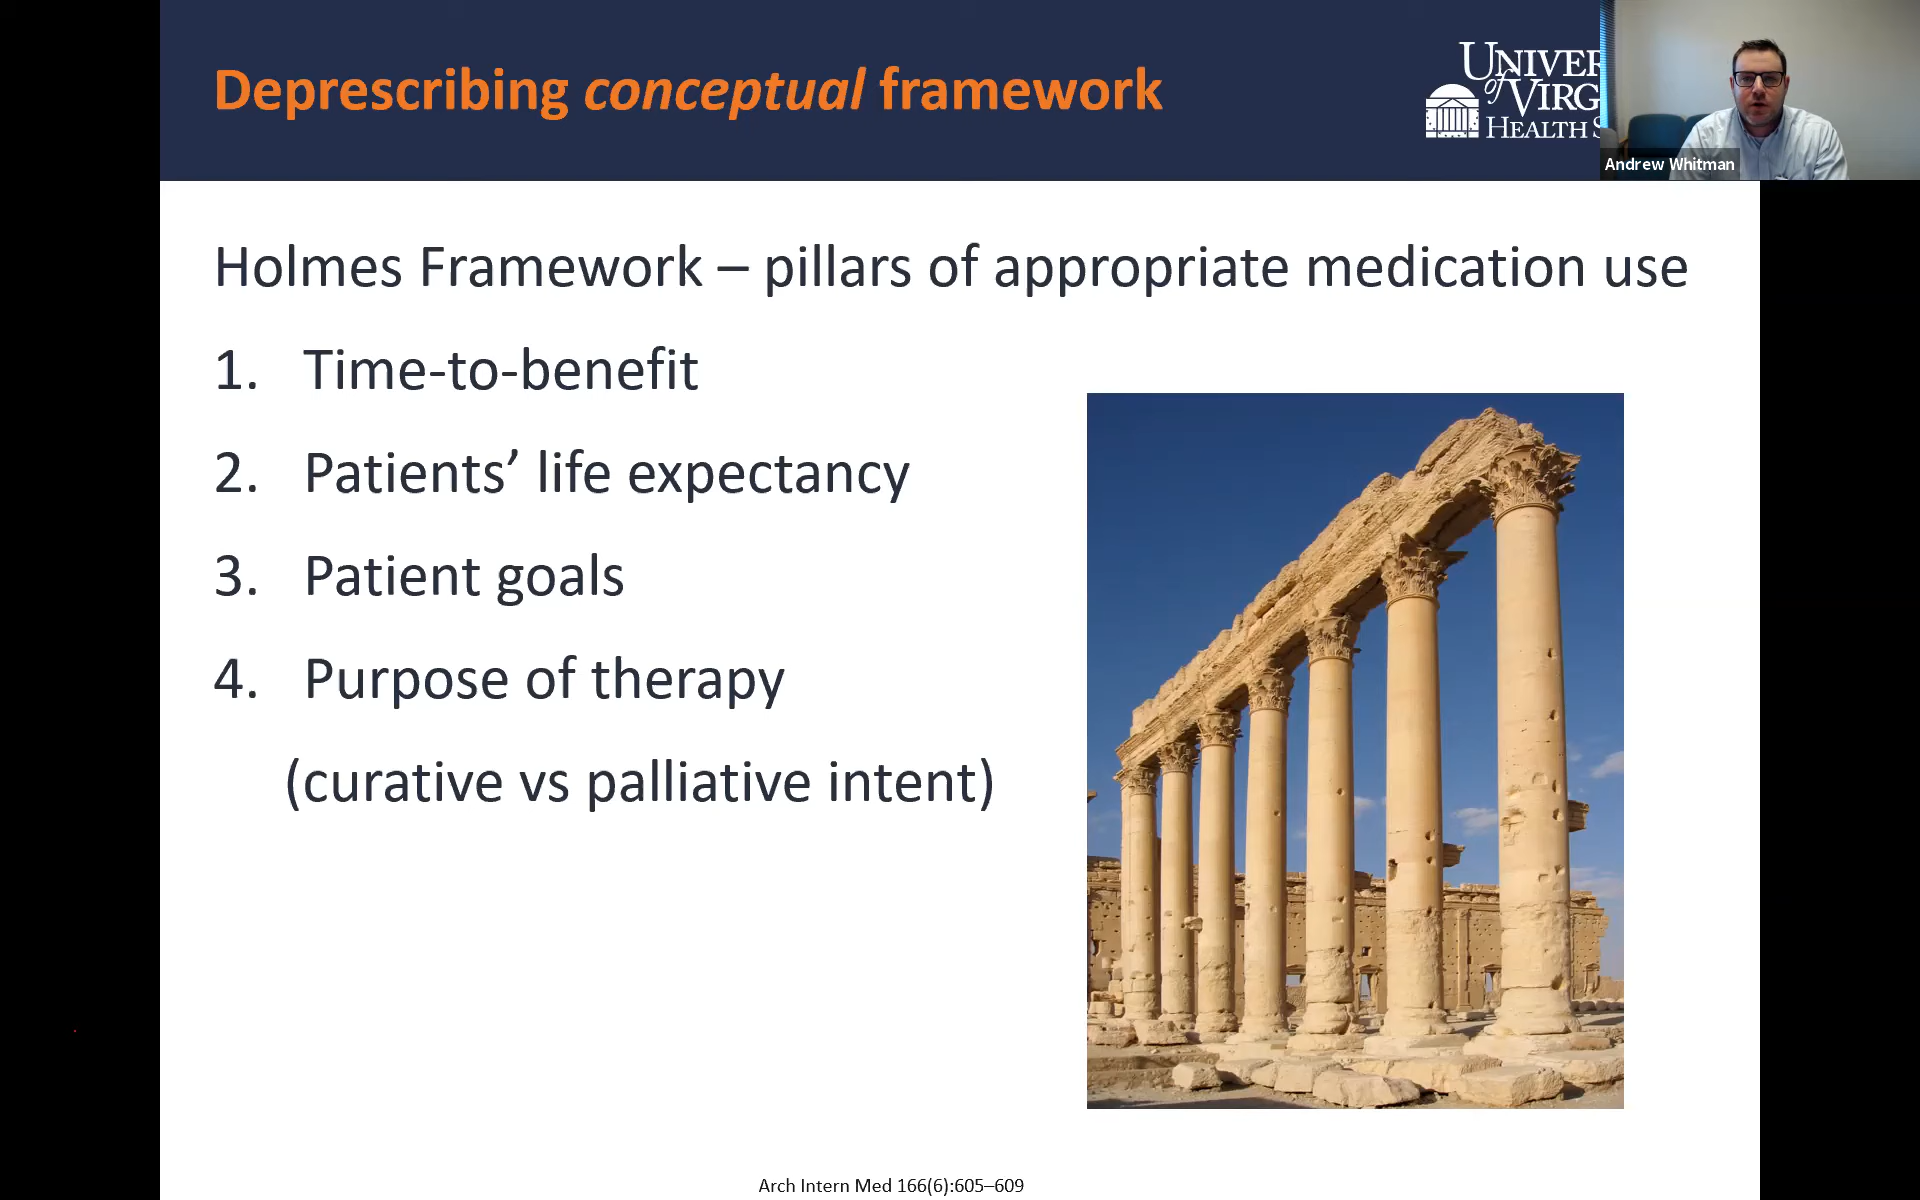 Deprescribing conceptual framework
UNIVER
of VIRG
HEALTH S
Andrew Whitman
Holmes Framework – pillars of appropriate medication use
1. Time-to-benefit
2. Patients’ life expectancy
3. Patient goals
4. Purpose of therapy
(curative vs palliative intent)
Arch Intern Med 166(6):605–609